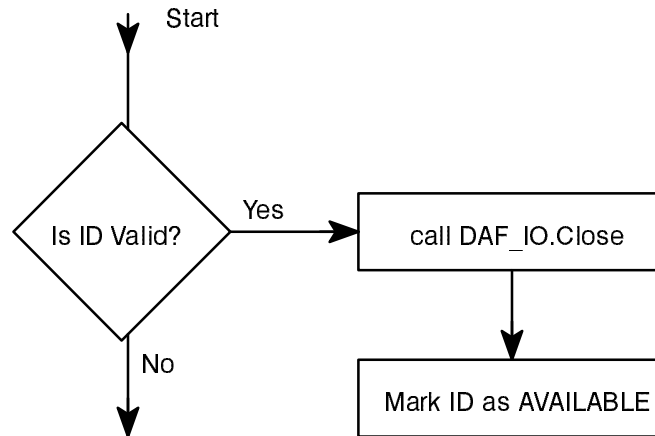 Start
Yes
Is ID Valid?
call DAF_IO.Close
No
Mark ID as AVAILABLE